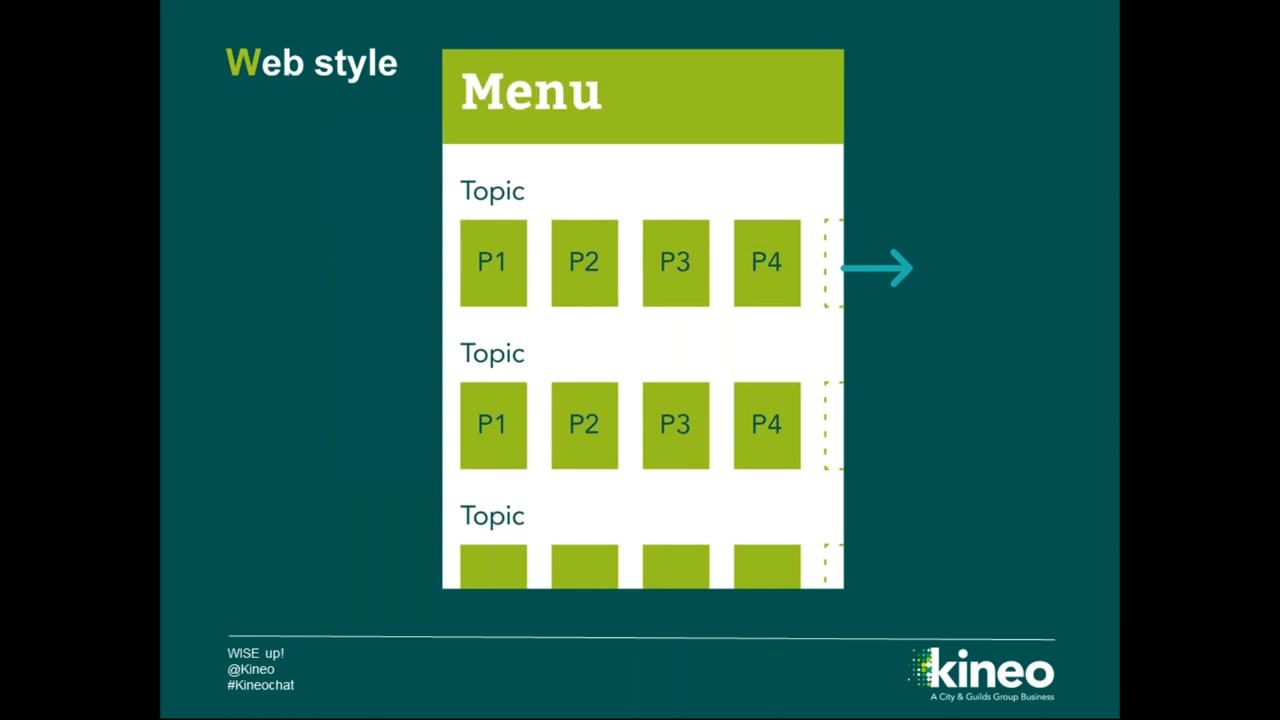 Web style
Menu
Topic
P1 P2 P3 P4
Topic
P1 P2 P3 P4
Topic
WISE up!
@Kineo
#Kineochat
kineo
A City & Guilds Group Business